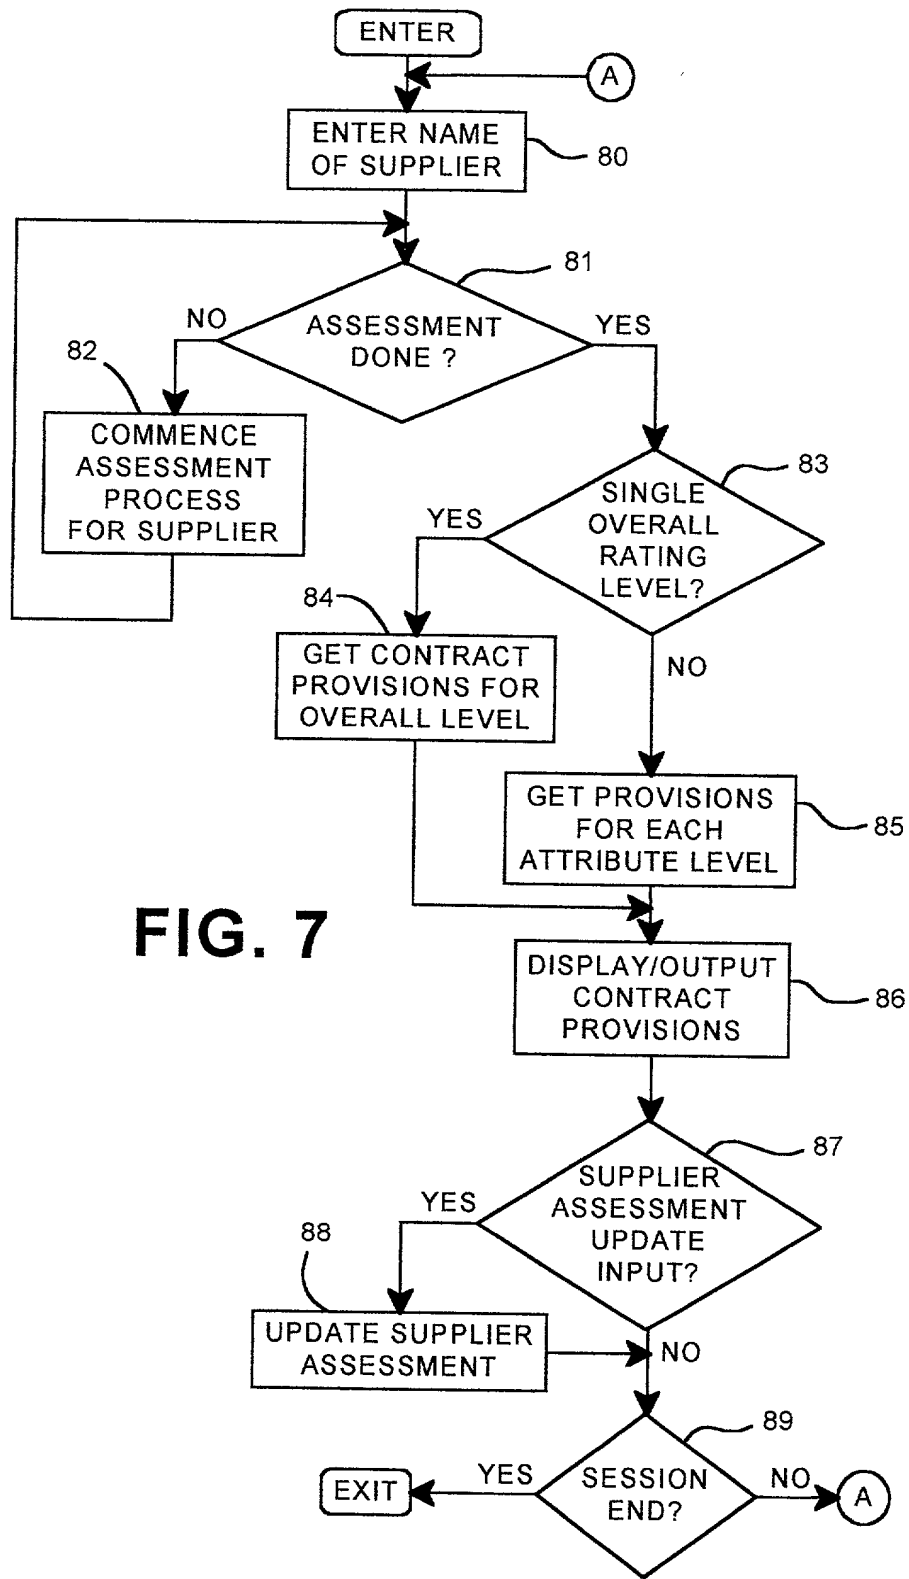 ENTER
A
ENTER NAME
OF SUPPLIER
80
81
ASSESSMENT
DONE ?
NO
YES
82
COMMENCE
ASSESSMENT
PROCESS
FOR SUPPLIER
83
SINGLE
OVERALL
RATING
LEVEL?
YES
NO
84
GET CONTRACT
PROVISIONS FOR
OVERALL LEVEL
GET PROVISIONS
FOR EACH
ATTRIBUTE LEVEL
85
FIG. 7
DISPLAY/OUTPUT
CONTRACT
PROVISIONS
86
87
SUPPLIER
ASSESSMENT
UPDATE
INPUT?
YES
88
UPDATE SUPPLIER
ASSESSMENT
NO
89
SESSION
END?
YES
EXIT
NO
A